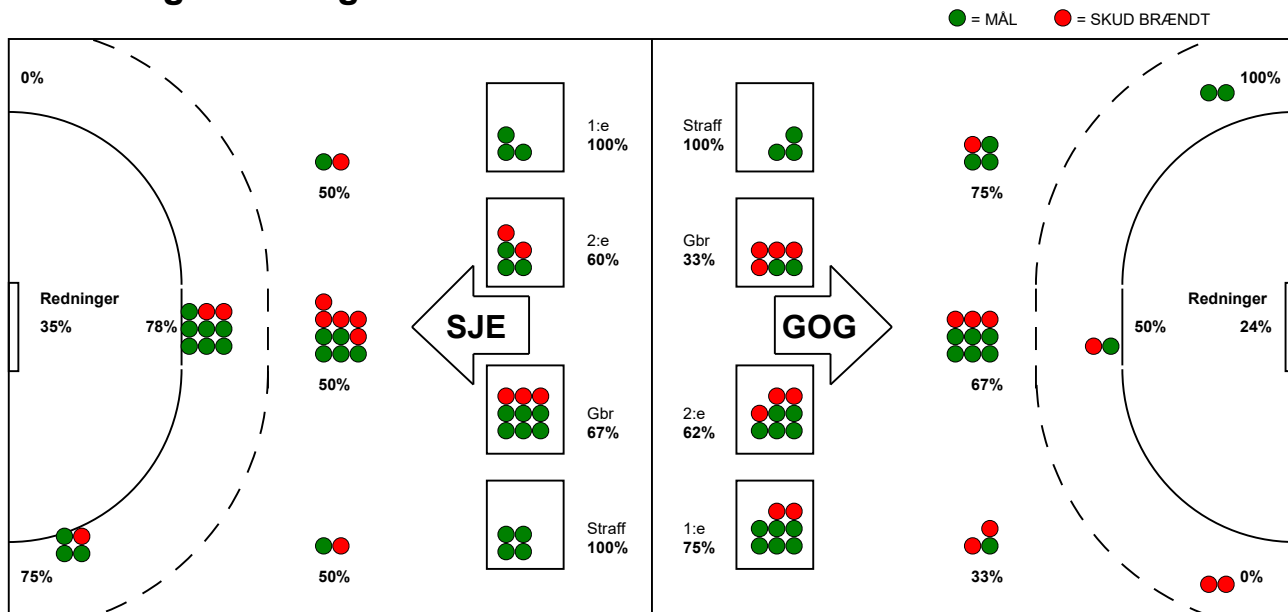 = MÅL = SKUD BRÆNDT
0%
50%
Redninger
35%
78%
50%
75%
50%
1:e
100%
2:e
60%
SJE
Gbr
67%
Straff
100%
Straff
100%
Gbr
33%
GOG
2:e
62%
1:e
75%
100%
75%
Redninger
50%
24%
67%
33%
0%